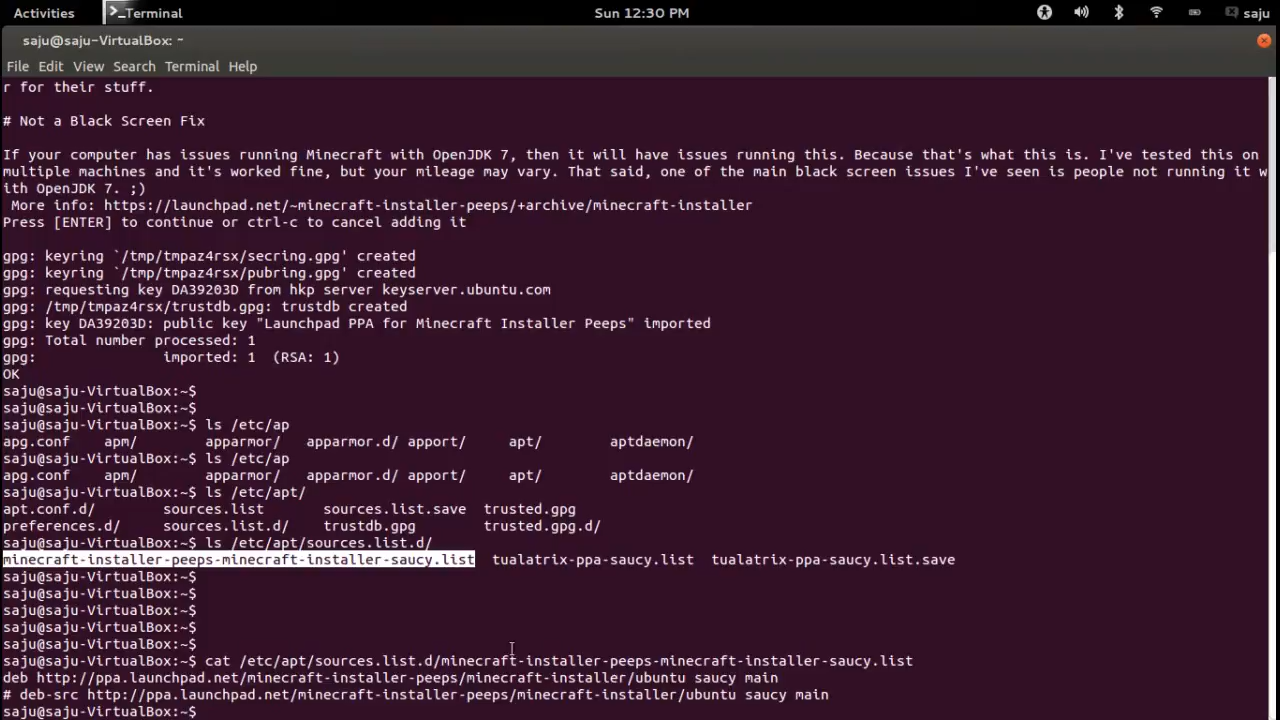 Activities >_ Terminal Sun 12:30 PM saju
saju@saju-VirtualBox: ~
File Edit View Search Terminal Help
r for their stuff.
# Not a Black Screen Fix
If your computer has issues running Minecraft with OpenJDK 7, then it will have issues running this. Because that's what this is. I've tested this on
multiple machines and it's worked fine, but your mileage may vary. That said, one of the main black screen issues I've seen is people not running it w
ith OpenJDK 7. ;)
More info: https://launchpad.net/~minecraft-installer-peeps/+archive/minecraft-installer
Press [ENTER] to continue or ctrl-c to cancel adding it
gpg: keyring `/tmp/tmpaz4rsx/secring.gpg' created
gpg: keyring `/tmp/tmpaz4rsx/pubring.gpg' created
gpg: requesting key DA39203D from hkp server keyserver.ubuntu.com
gpg: /tmp/tmpaz4rsx/trustdb.gpg: trustdb created
gpg: key DA39203D: public key "Launchpad PPA for Minecraft Installer Peeps" imported
gpg: Total number processed: 1
gpg: imported: 1 (RSA: 1)
OK
saju@saju-VirtualBox:~$
saju@saju-VirtualBox:~$
saju@saju-VirtualBox:~$ ls /etc/ap
apg.conf apm/ apparmor/ apparmor.d/ apport/ apt/ aptdaemon/
saju@saju-VirtualBox:~$ ls /etc/ap
apg.conf apm/ apparmor/ apparmor.d/ apport/ apt/ aptdaemon/
saju@saju-VirtualBox:~$ ls /etc/apt/
apt.conf.d/ sources.list sources.list.save trusted.gpg
preferences.d/ sources.list.d/ trustdb.gpg trusted.gpg.d/
saju@saju-VirtualBox:~$ ls /etc/apt/sources.list.d/
minecraft-installer-peeps-minecraft-installer-saucy.list tualatrix-ppa-saucy.list tualatrix-ppa-saucy.list.save
saju@saju-VirtualBox:~$
saju@saju-VirtualBox:~$
saju@saju-VirtualBox:~$
saju@saju-VirtualBox:~$
saju@saju-VirtualBox:~$
saju@saju-VirtualBox:~$ cat /etc/apt/sources.list.d/minecraft-installer-peeps-minecraft-installer-saucy.list
deb http://ppa.launchpad.net/minecraft-installer-peeps/minecraft-installer/ubuntu saucy main
# deb-src http://ppa.launchpad.net/minecraft-installer-peeps/minecraft-installer/ubuntu saucy main
saju@saju-VirtualBox:~$